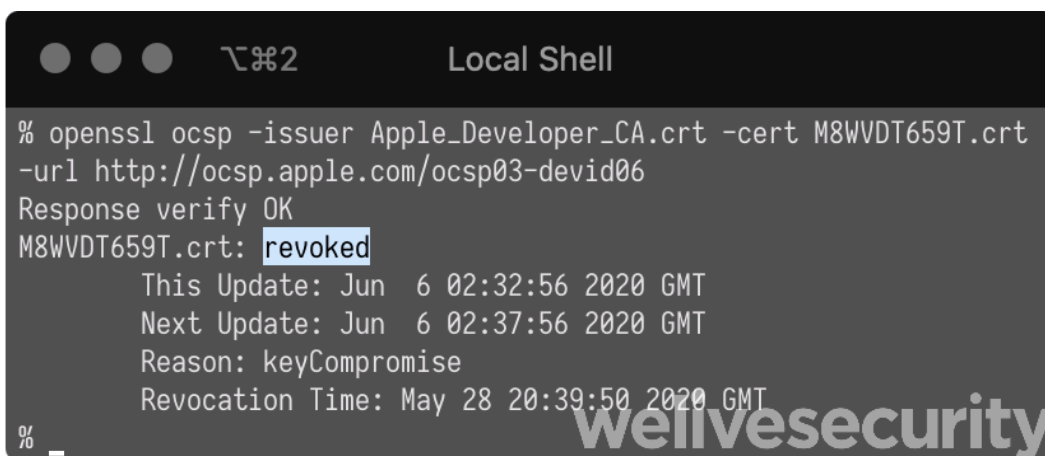 ⌥⌘2 Local Shell
% openssl ocsp -issuer Apple_Developer_CA.crt -cert M8WVDT659T.crt
-url http://ocsp.apple.com/ocsp03-devid06
Response verify OK
M8WVDT659T.crt: revoked
This Update: Jun  6 02:32:56 2020 GMT
Next Update: Jun  6 02:37:56 2020 GMT
Reason: keyCompromise
Revocation Time: May 28 20:39:50 2020 GMT
%
welivesecurity